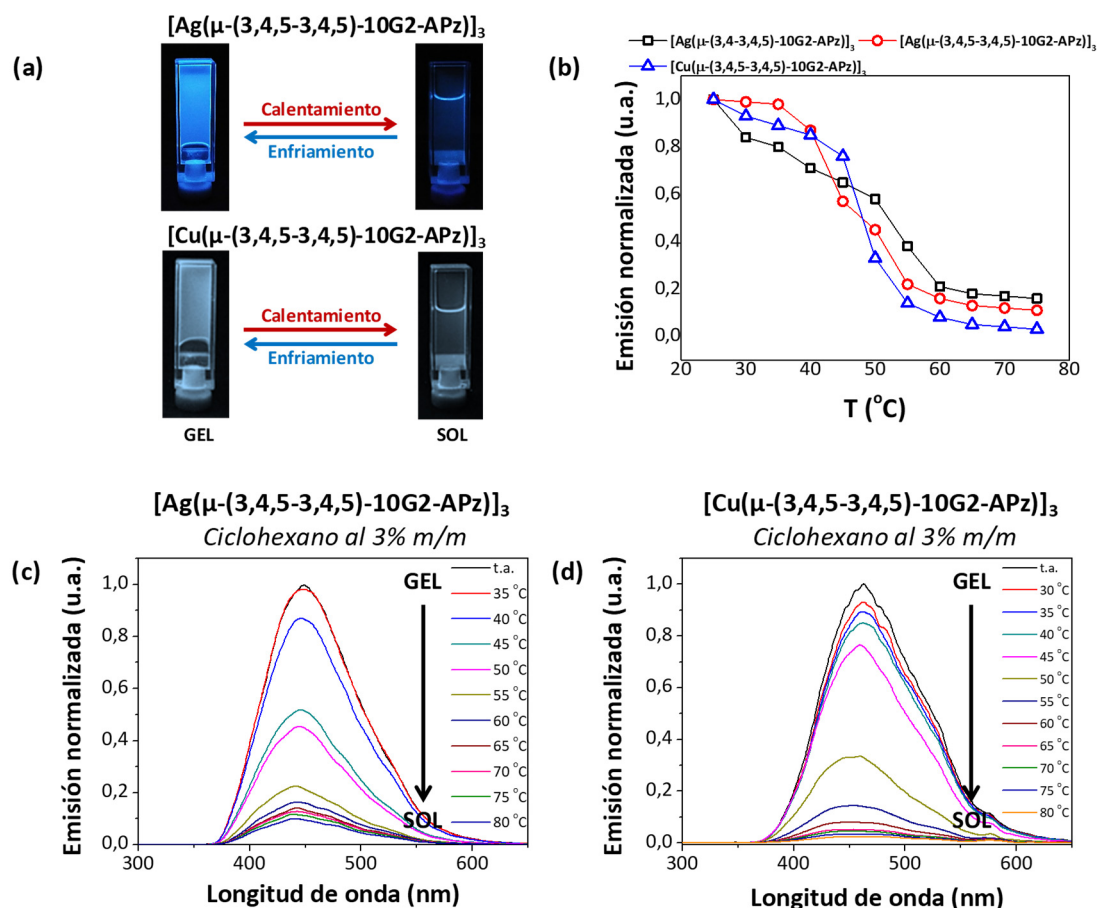 [Ag(μ-(3,4,5-3,4,5)-10G2-APz)]₃
(a)
Calentamiento
Enfriamiento
[Cu(μ-(3,4,5-3,4,5)-10G2-APz)]₃
Calentamiento
Enfriamiento
GEL
SOL
(b)
[Ag(μ-(3,4-3,4,5)-10G2-APz)]₃
[Ag(μ-(3,4,5-3,4,5)-10G2-APz)]₃
[Cu(μ-(3,4,5-3,4,5)-10G2-APz)]₃
Emisión normalizada (u.a.)
1,0
0,8
0,6
0,4
0,2
0,0
20 30 40 50 60 70 80
T (°C)
[Ag(μ-(3,4,5-3,4,5)-10G2-APz)]₃
Ciclohexano al 3% m/m
(c)
Emisión normalizada (u.a.)
1,0
0,8
0,6
0,4
0,2
0,0
300 400 500 600
Longitud de onda (nm)
GEL
SOL
t.a.
35 °C
40 °C
45 °C
50 °C
55 °C
60 °C
65 °C
70 °C
75 °C
80 °C
[Cu(μ-(3,4,5-3,4,5)-10G2-APz)]₃
Ciclohexano al 3% m/m
(d)
Emisión normalizada (u.a.)
1,0
0,8
0,6
0,4
0,2
0,0
300 400 500 600
Longitud de onda (nm)
GEL
SOL
t.a.
30 °C
35 °C
40 °C
45 °C
50 °C
55 °C
60 °C
65 °C
70 °C
75 °C
80 °C